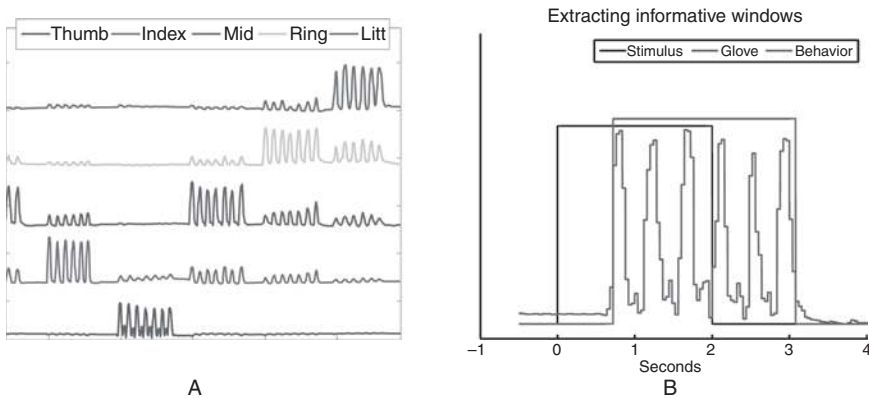 Thumb Index Mid Ring Litt
A
Extracting informative windows
Stimulus Glove Behavior
−1 0 1 2 3 4
Seconds
B